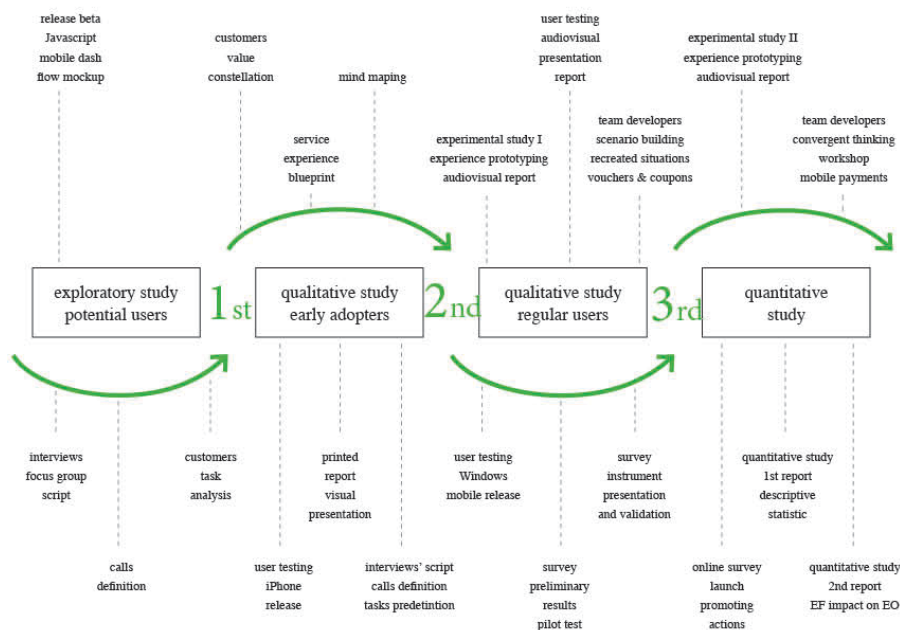 release beta
Javascript
mobile dash
flow mockup
customers
value
constellation
mind maping
service
experience
blueprint
experimental study I
experience prototyping
audiovisual report
user testing
audiovisual
presentation
report
team developers
scenario building
recreated situations
vouchers & coupons
experimental study II
experience prototyping
audiovisual report
team developers
convergent thinking
workshop
mobile payments
exploratory study
potential users
1st
qualitative study
early adopters
2nd
qualitative study
regular users
3rd
quantitative
study
interviews
focus group
script
calls
definition
customers
task
analysis
user testing
iPhone
release
printed
report
visual
presentation
interviews' script
calls definition
tasks predetintion
user testing
Windows
mobile release
survey
preliminary
results
pilot test
survey
instrument
presentation
and validation
online survey
launch
promoting
actions
quantitative study
1st report
descriptive
statistic
quantitative study
2nd report
EF impact on EO